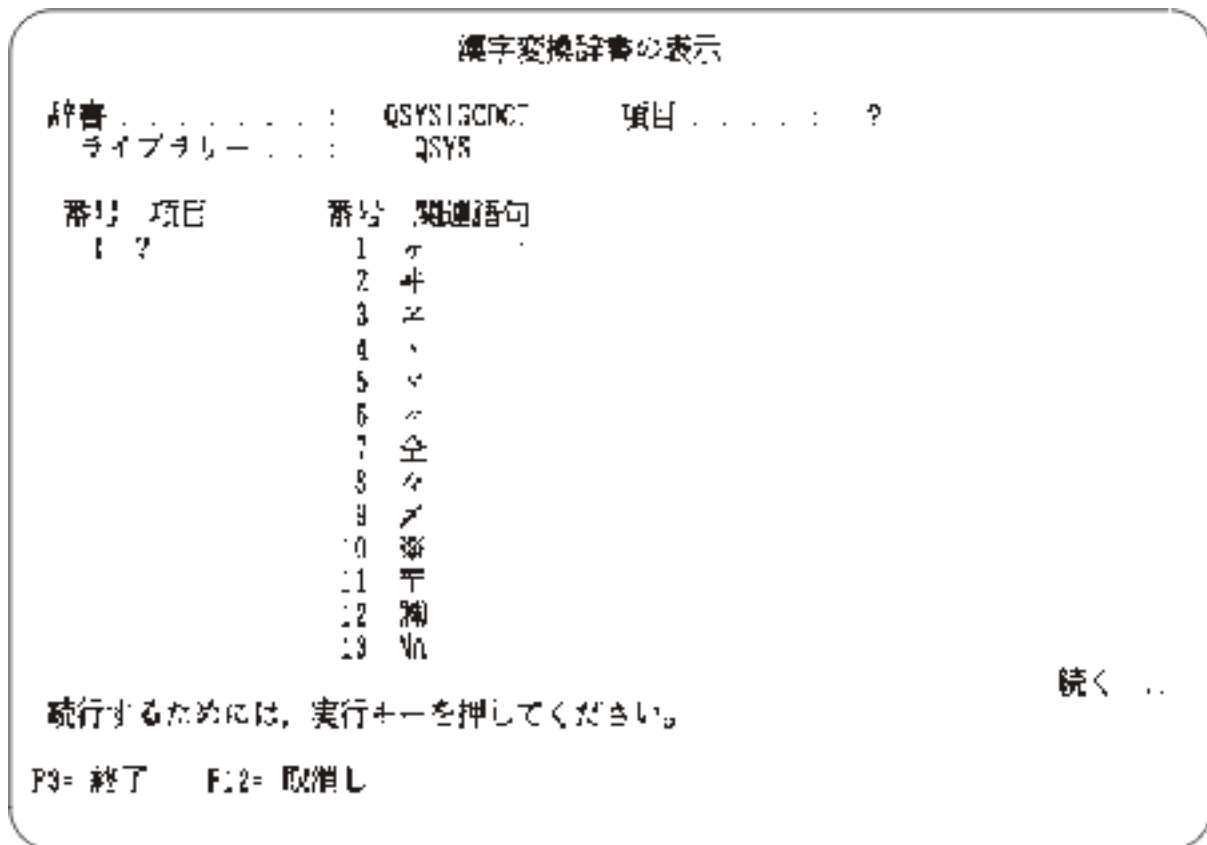 漢字変換辞書の表示
辞書 . . . . . . . . : QSYSIGCDCT 項目 . . . . . : ?
ライブラリー . . : QSYS
番号 項目 番号 関連語句
1 ? 1 ヶ
2 ヰ
3 ヱ
4 ヽ
5 ヾ
6
7 仝
8 々
9 〆
10
11 〒
12 ㈱
13 №
続く ..
続行するためには，実行キーを押してください。
F3= 終了 F12= 取消し